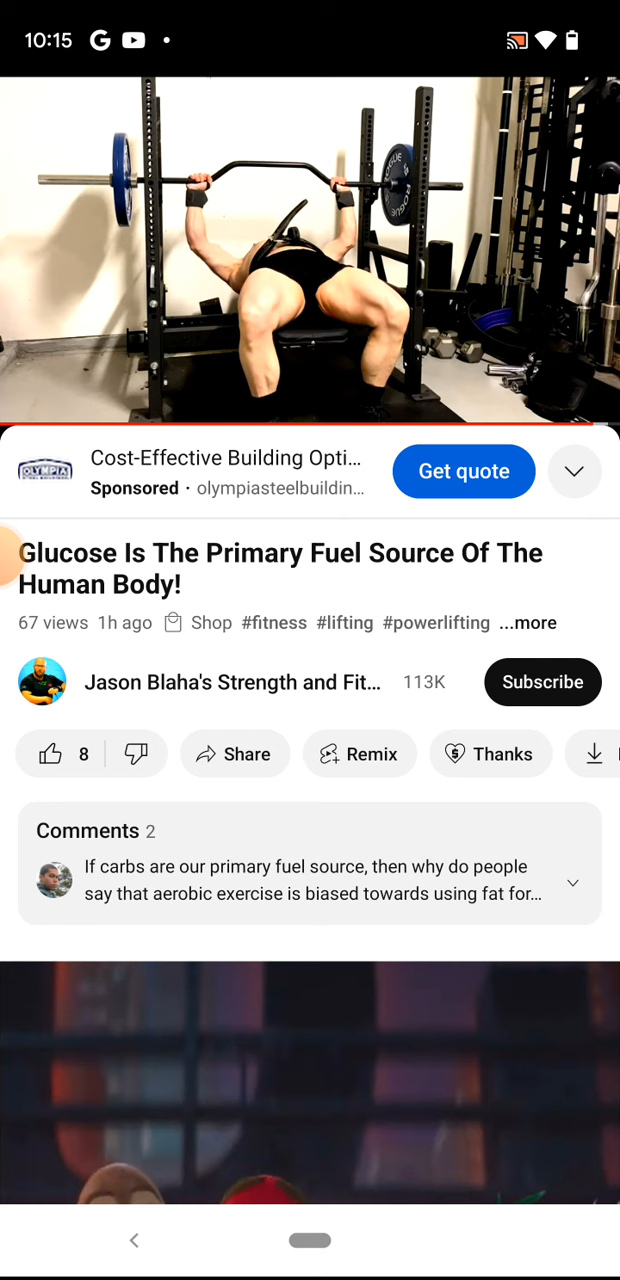 10:15
ROGUE
ROGUE
OLYMPIA
Cost-Effective Building Opti...
Get quote
Sponsored · olympiasteelbuildin...
Glucose Is The Primary Fuel Source Of The
Human Body!
67 views 1h ago Shop #fitness #lifting #powerlifting ...more
Jason Blaha's Strength and Fit... 113K
Subscribe
8
Share
Remix
Thanks
Comments 2
If carbs are our primary fuel source, then why do people
say that aerobic exercise is biased towards using fat for...